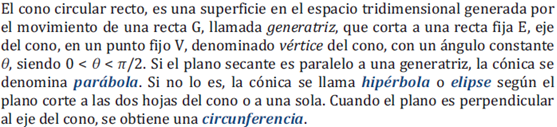 El cono circular recto, es una superficie en el espacio tridimensional generada por
el movimiento de una recta G, llamada generatriz, que corta a una recta fija E, eje
del cono, en un punto fijo V, denominado vértice del cono, con un ángulo constante
θ, siendo 0 < θ < π/2. Si el plano secante es paralelo a una generatriz, la cónica se
denomina parábola. Si no lo es, la cónica se llama hipérbola o elipse según el
plano corte a las dos hojas del cono o a una sola. Cuando el plano es perpendicular
al eje del cono, se obtiene una circunferencia.